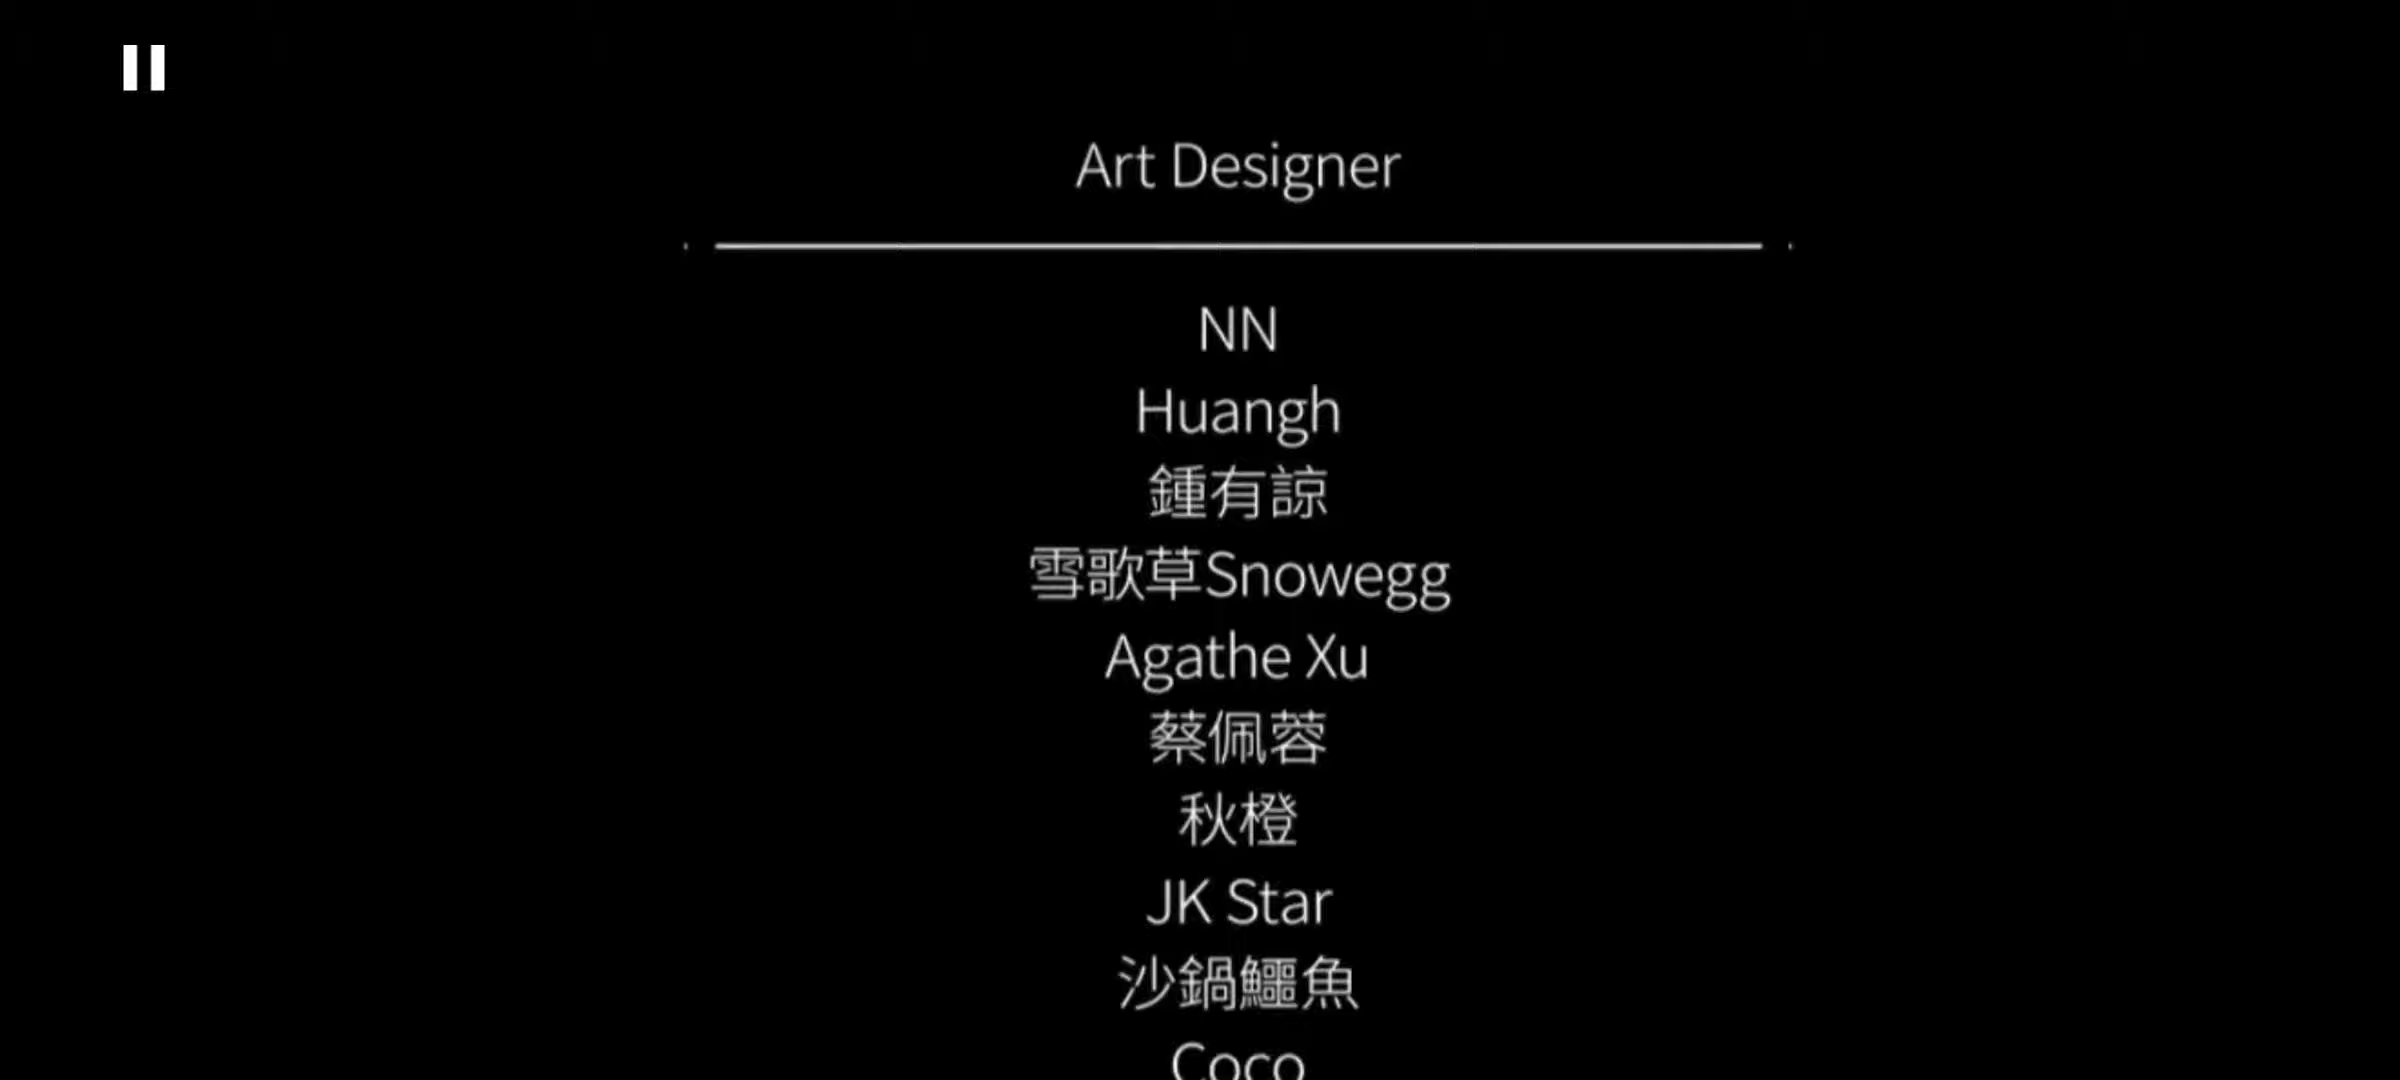 Art Designer
NN
Huangh
鍾有諒
雪歌草Snowegg
Agathe Xu
蔡佩蓉
秋橙
JK Star
沙鍋鱷魚
Coco